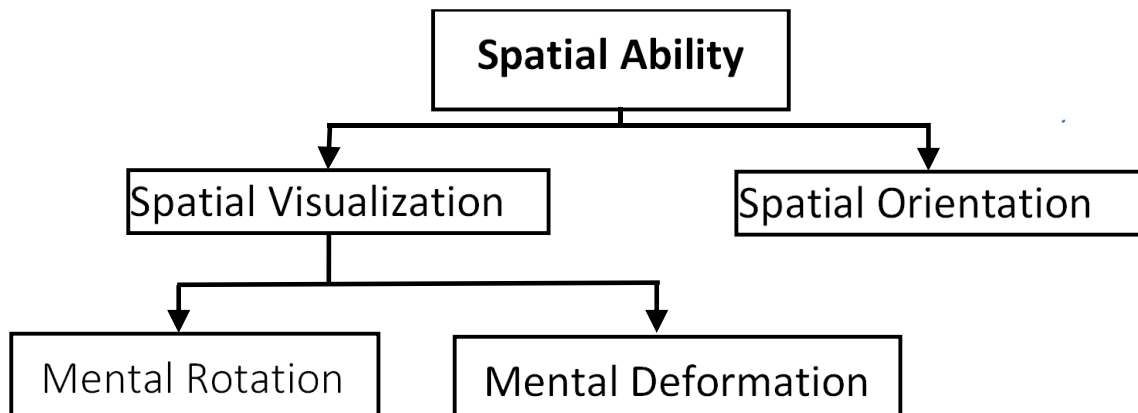 Spatial Ability
Spatial Visualization
Spatial Orientation
Mental Rotation
Mental Deformation